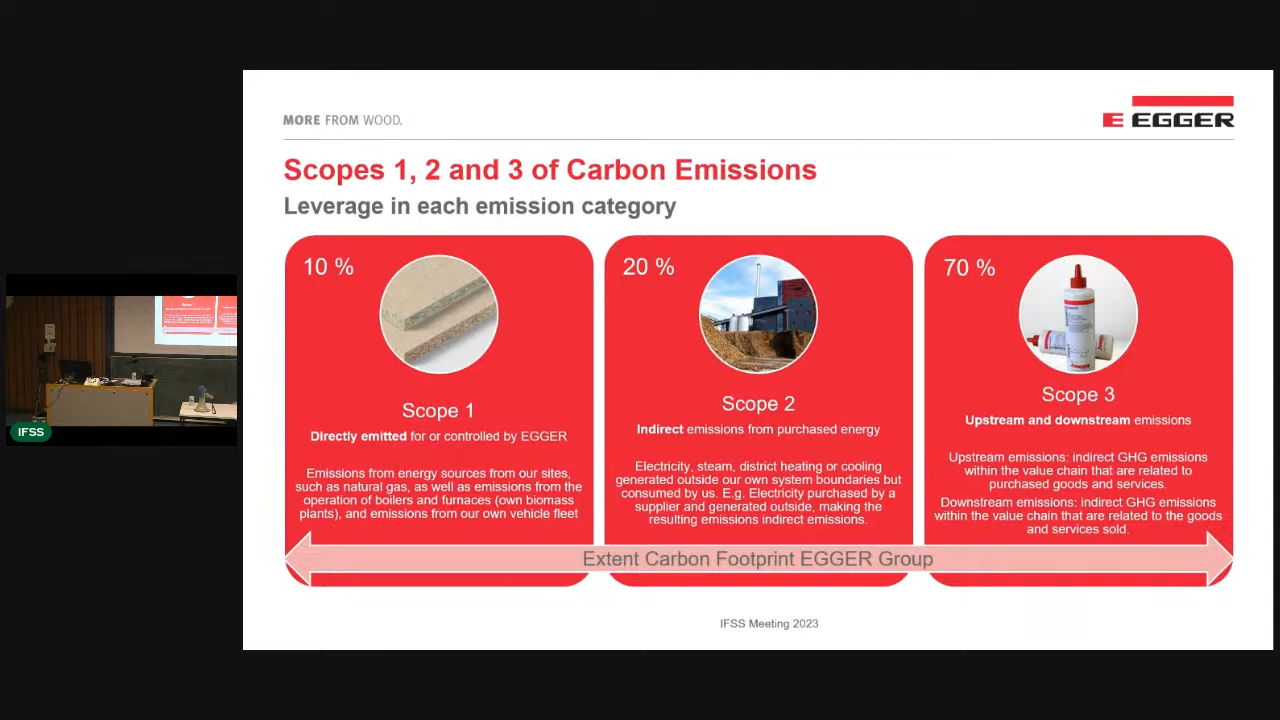 MORE FROM WOOD.
E EGGER
Scopes 1, 2 and 3 of Carbon Emissions
Leverage in each emission category
10 %
Scope 1
Directly emitted for or controlled by EGGER
Emissions from energy sources from our sites,
such as natural gas, as well as emissions from the
operation of boilers and furnaces (own biomass
plants), and emissions from our own vehicle fleet
20 %
Scope 2
Indirect emissions from purchased energy
Electricity, steam, district heating or cooling
generated outside our own system boundaries but
consumed by us. E.g. Electricity purchased by a
supplier and generated outside, making the
resulting emissions indirect emissions.
70 %
Scope 3
Upstream and downstream emissions
Upstream emissions: indirect GHG emissions
within the value chain that are related to
purchased goods and services.
Downstream emissions: indirect GHG emissions
within the value chain that are related to the goods
and services sold.
Extent Carbon Footprint EGGER Group
IFSS Meeting 2023
IFSS